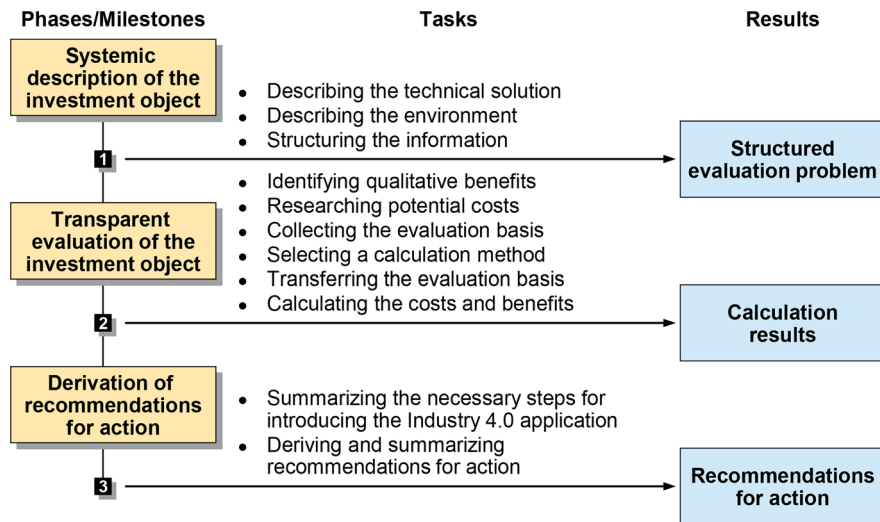 Phases/Milestones
Tasks
Results
Systemic
description of the
investment object
• Describing the technical solution
• Describing the environment
• Structuring the information
1
Structured
evaluation problem
Transparent
evaluation of the
investment object
• Identifying qualitative benefits
• Researching potential costs
• Collecting the evaluation basis
• Selecting a calculation method
• Transferring the evaluation basis
• Calculating the costs and benefits
2
Calculation
results
Derivation of
recommendations
for action
• Summarizing the necessary steps for
introducing the Industry 4.0 application
• Deriving and summarizing
recommendations for action
3
Recommendations
for action